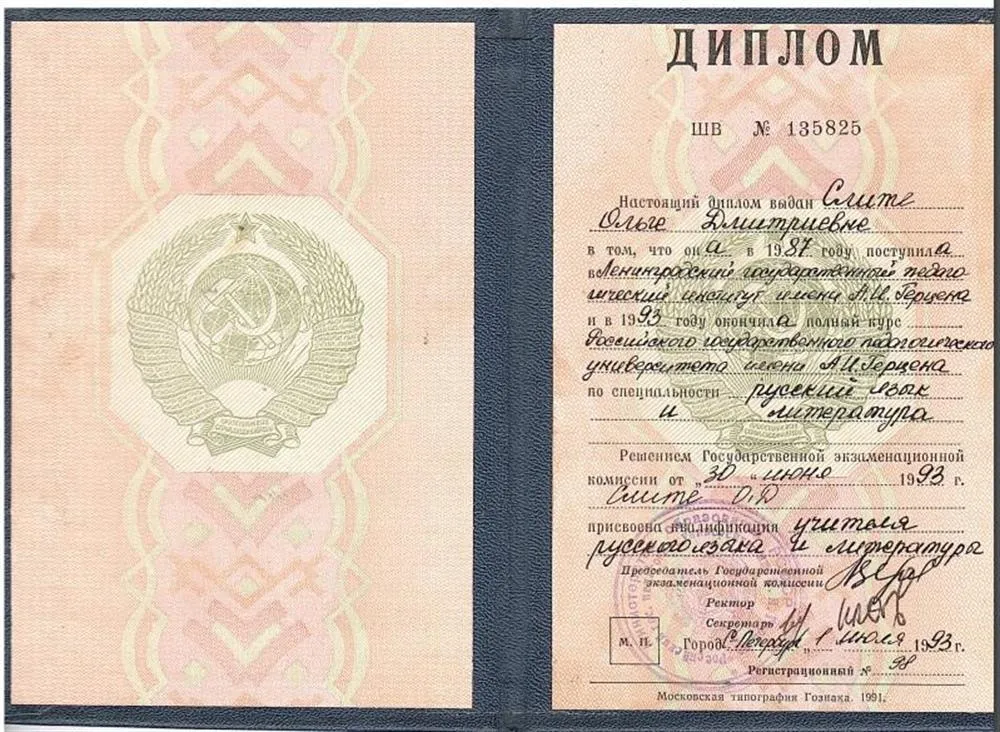 ДИПЛОМ
ШВ № 135825
Настоящий диплом выдан Слите
Ольге Дмитриевне
в том, что она в 1987 году поступила
в Ленинградский государственный педаго
гический институт имени А.И. Герцена
и в 1993 году окончила полный курс
Российского государственного педагогического
университета имени А.И. Герцена
по специальности русский язык
и литература
Решением Государственной экзаменационной
комиссии от „30" июня 1993 г.
Слите О.Д
присвоена квалификация учителя
русского языка и литературы
Председатель Государственной
экзаменационной комиссии
Ректор
Секретарь
М. П. Город С-Петербург „1 июля 1993 г.
Регистрационный № 98
Московская типография Гознака. 1991.